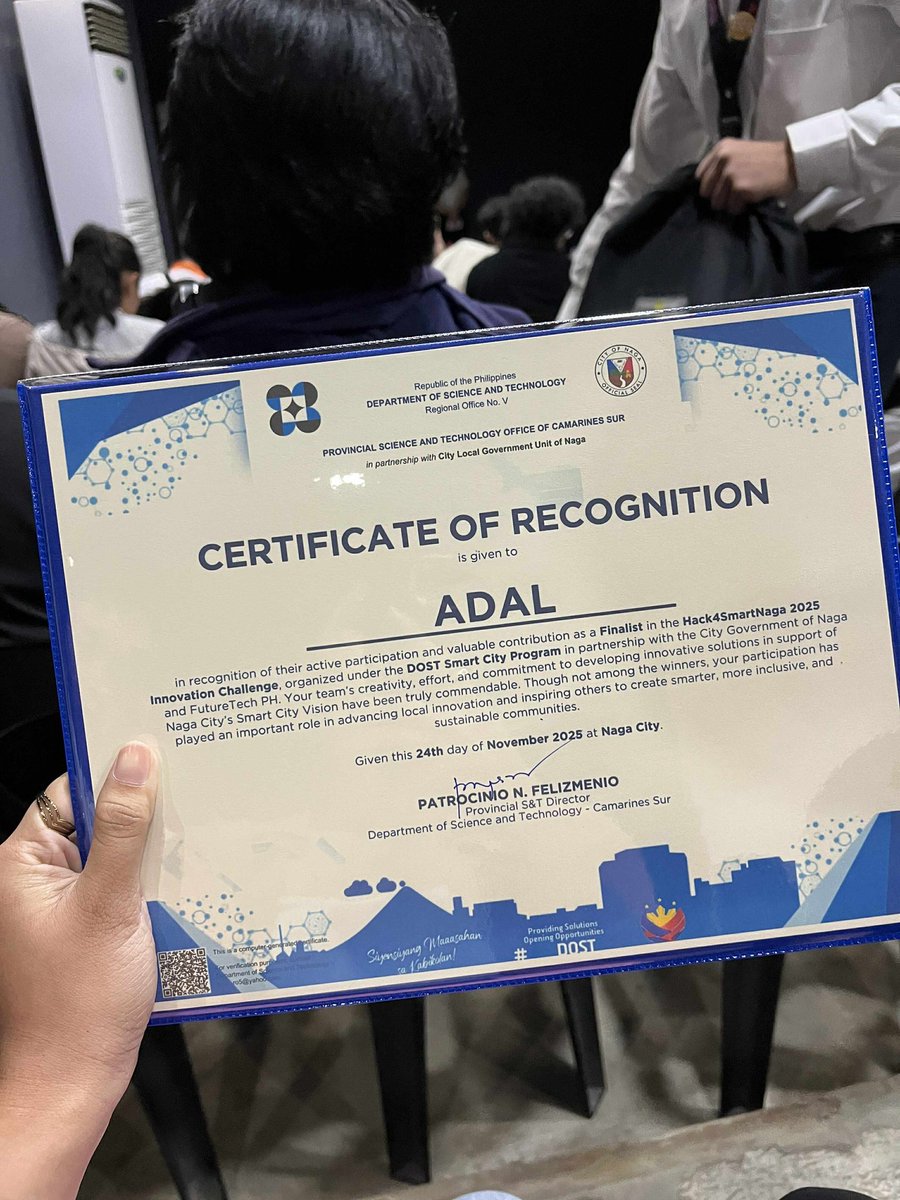 Republic of the Philippines
DEPARTMENT OF SCIENCE AND TECHNOLOGY
Regional Office No. V
CITY OF NAGA
OFFICIAL SEAL
PROVINCIAL SCIENCE AND TECHNOLOGY OFFICE OF CAMARINES SUR
in partnership with City Local Government Unit of Naga
CERTIFICATE OF RECOGNITION
is given to
ADAL
in recognition of their active participation and valuable contribution as a Finalist in the Hack4SmartNaga 2025
Innovation Challenge, organized under the DOST Smart City Program in partnership with the City Government of Naga
and FutureTech PH. Your team's creativity, effort, and commitment to developing innovative solutions in support of
Naga City's Smart City Vision have been truly commendable. Though not among the winners, your participation has
played an important role in advancing local innovation and inspiring others to create smarter, more inclusive, and
sustainable communities.
Given this 24th day of November 2025 at Naga City.
PATROCINIO N. FELIZMENIO
Provincial S&T Director
Department of Science and Technology - Camarines Sur
Siyensiyang Maaasahan
sa Kabikolan!
Providing Solutions
Opening Opportunities
# DOST
This is a computer-generated certificate.